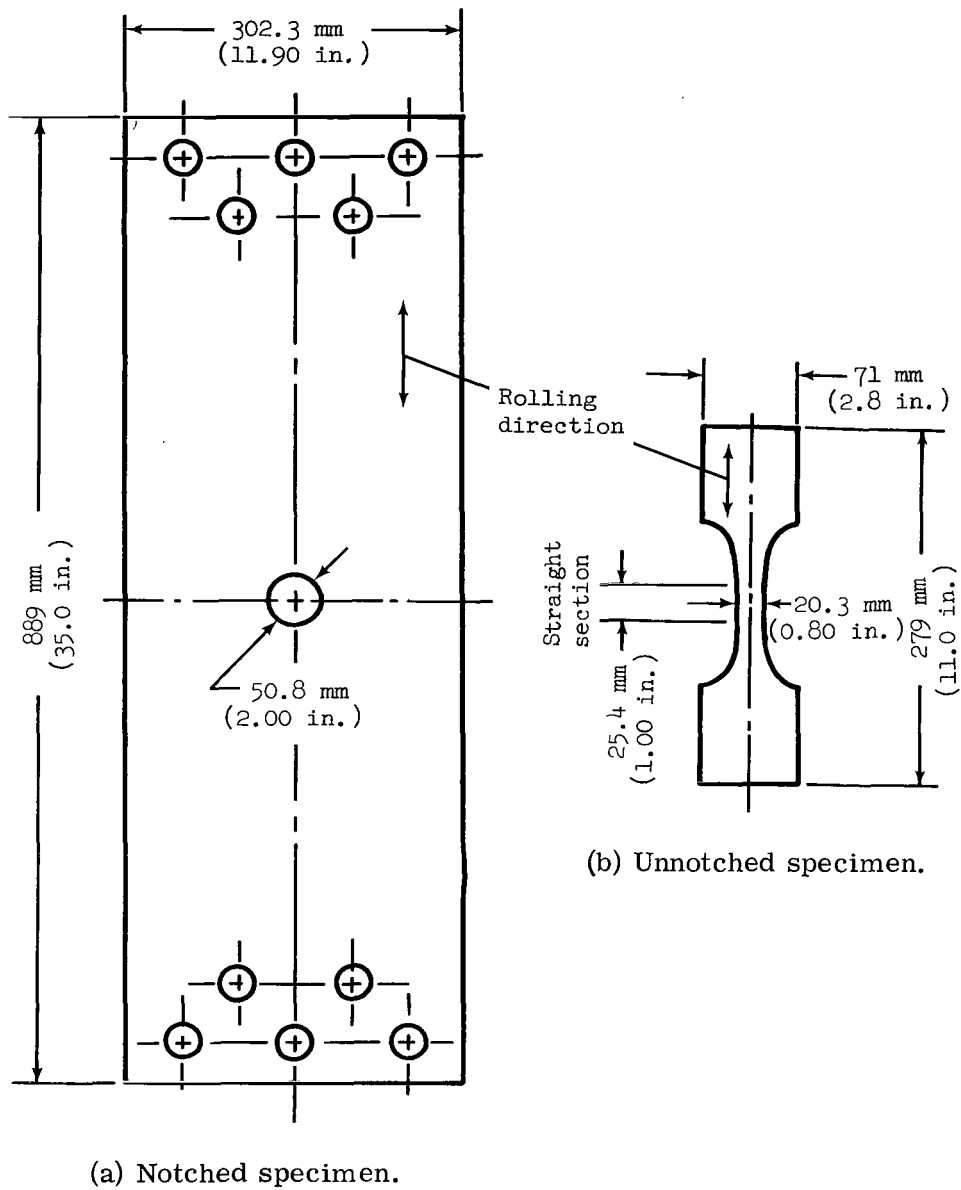 302.3 mm
(11.90 in.)
Rolling
direction
71 mm
(2.8 in.)
889 mm
(35.0 in.)
Straight
section
20.3 mm
(0.80 in.)
279 mm
(11.0 in.)
25.4 mm
(1.00 in.)
50.8 mm
(2.00 in.)
(b) Unnotched specimen.
(a) Notched specimen.